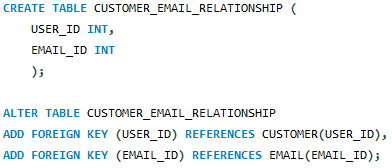 CREATE TABLE CUSTOMER_EMAIL_RELATIONSHIP (
USER_ID INT,
EMAIL_ID INT
);
ALTER TABLE CUSTOMER_EMAIL_RELATIONSHIP
ADD FOREIGN KEY (USER_ID) REFERENCES CUSTOMER(USER_ID),
ADD FOREIGN KEY (EMAIL_ID) REFERENCES EMAIL(EMAIL_ID);